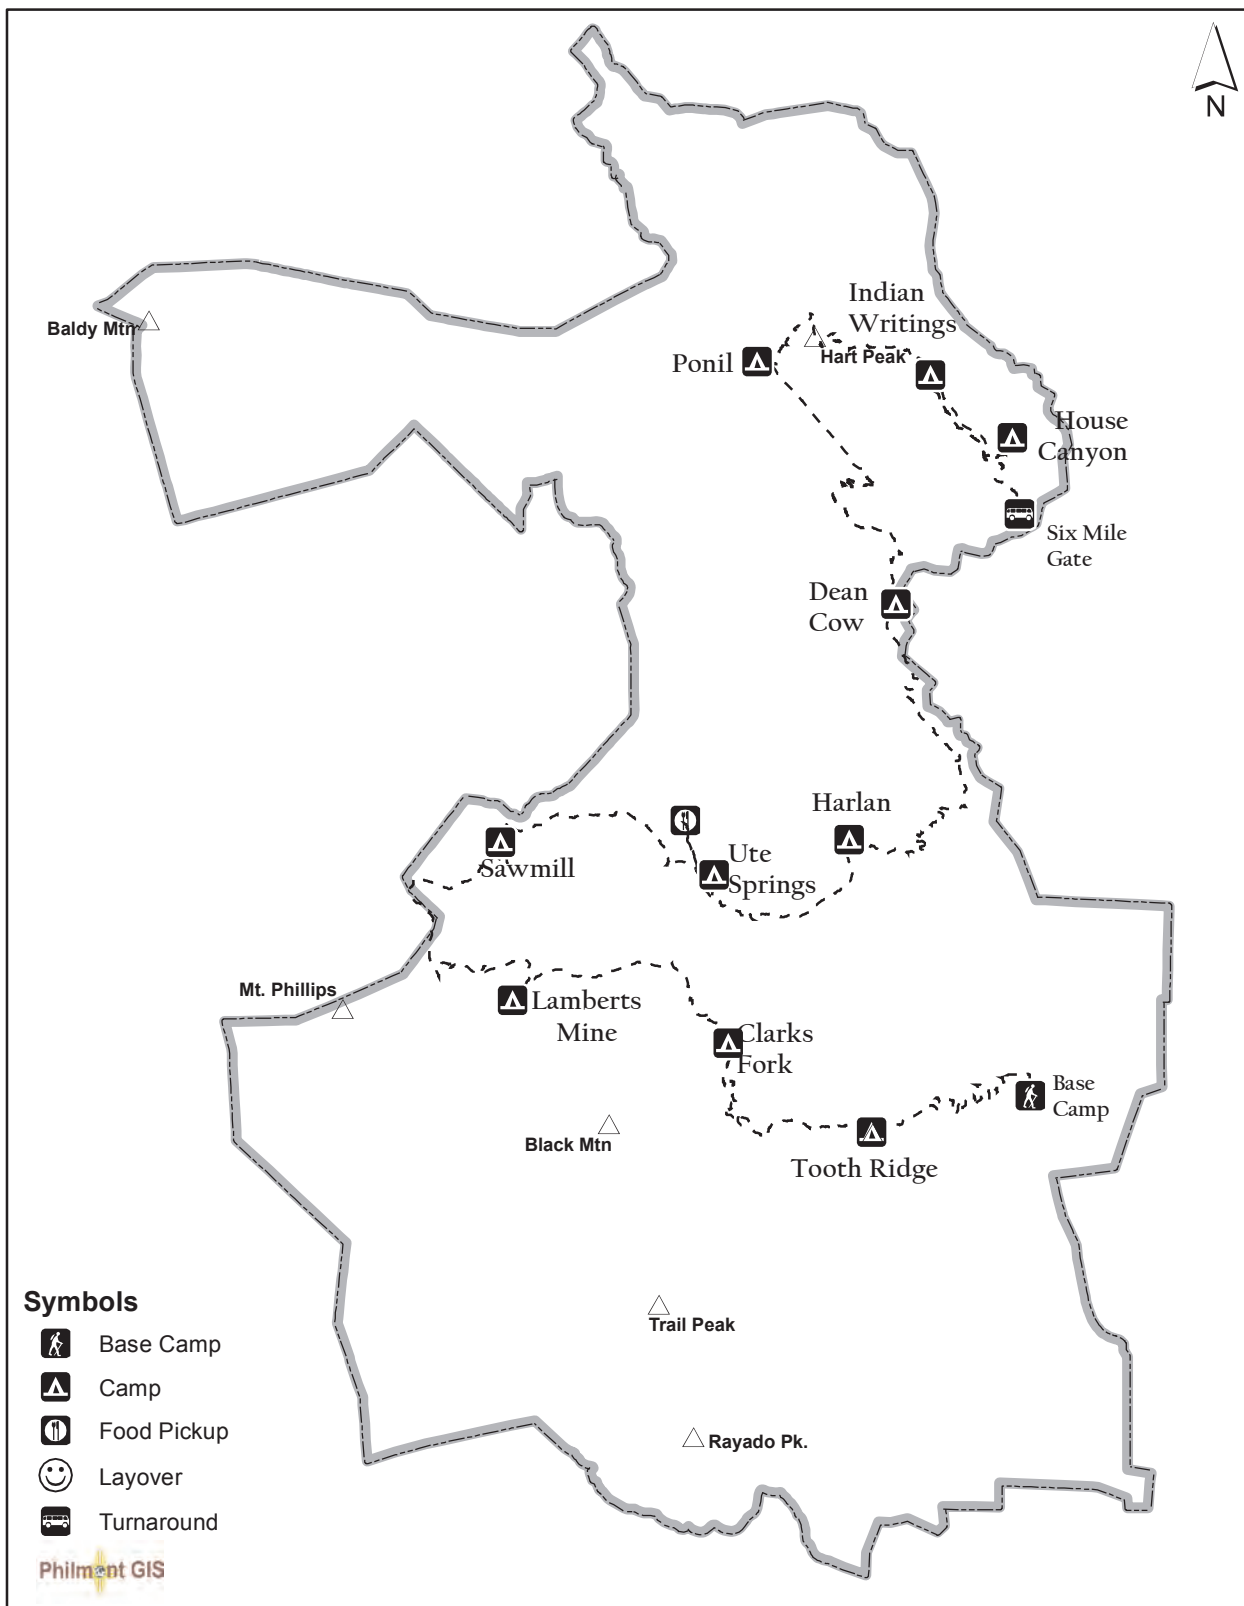 N
Indian
Writings
Baldy Mtn
Ponil
Hart Peak
House
Canyon
Six Mile
Gate
Dean
Cow
Harlan
Ute
Springs
Sawmill
Mt. Phillips
Lamberts
Mine
Clarks
Fork
Base
Camp
Black Mtn
Tooth Ridge
Symbols
Base Camp
Camp
Food Pickup
Layover
Turnaround
Trail Peak
Rayado Pk.
Philmont GIS